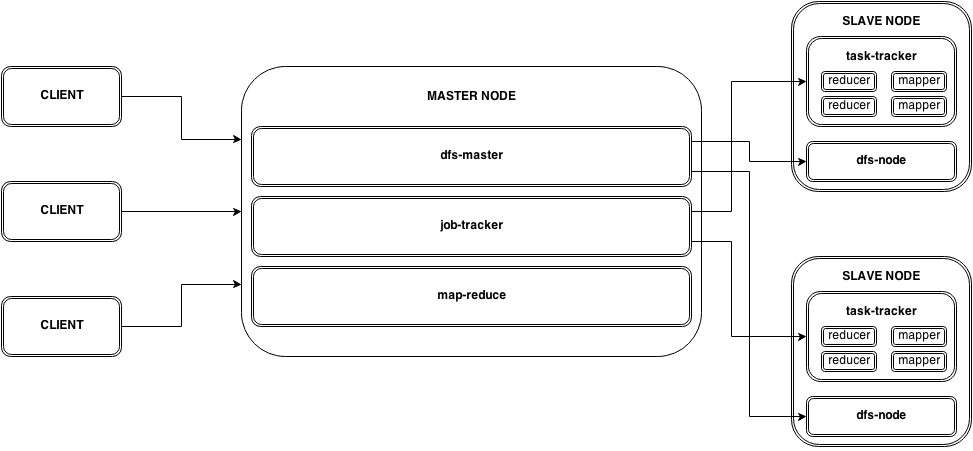 CLIENT
CLIENT
CLIENT
MASTER NODE
dfs-master
job-tracker
map-reduce
SLAVE NODE
task-tracker
reducer mapper
reducer mapper
dfs-node
SLAVE NODE
task-tracker
reducer mapper
reducer mapper
dfs-node